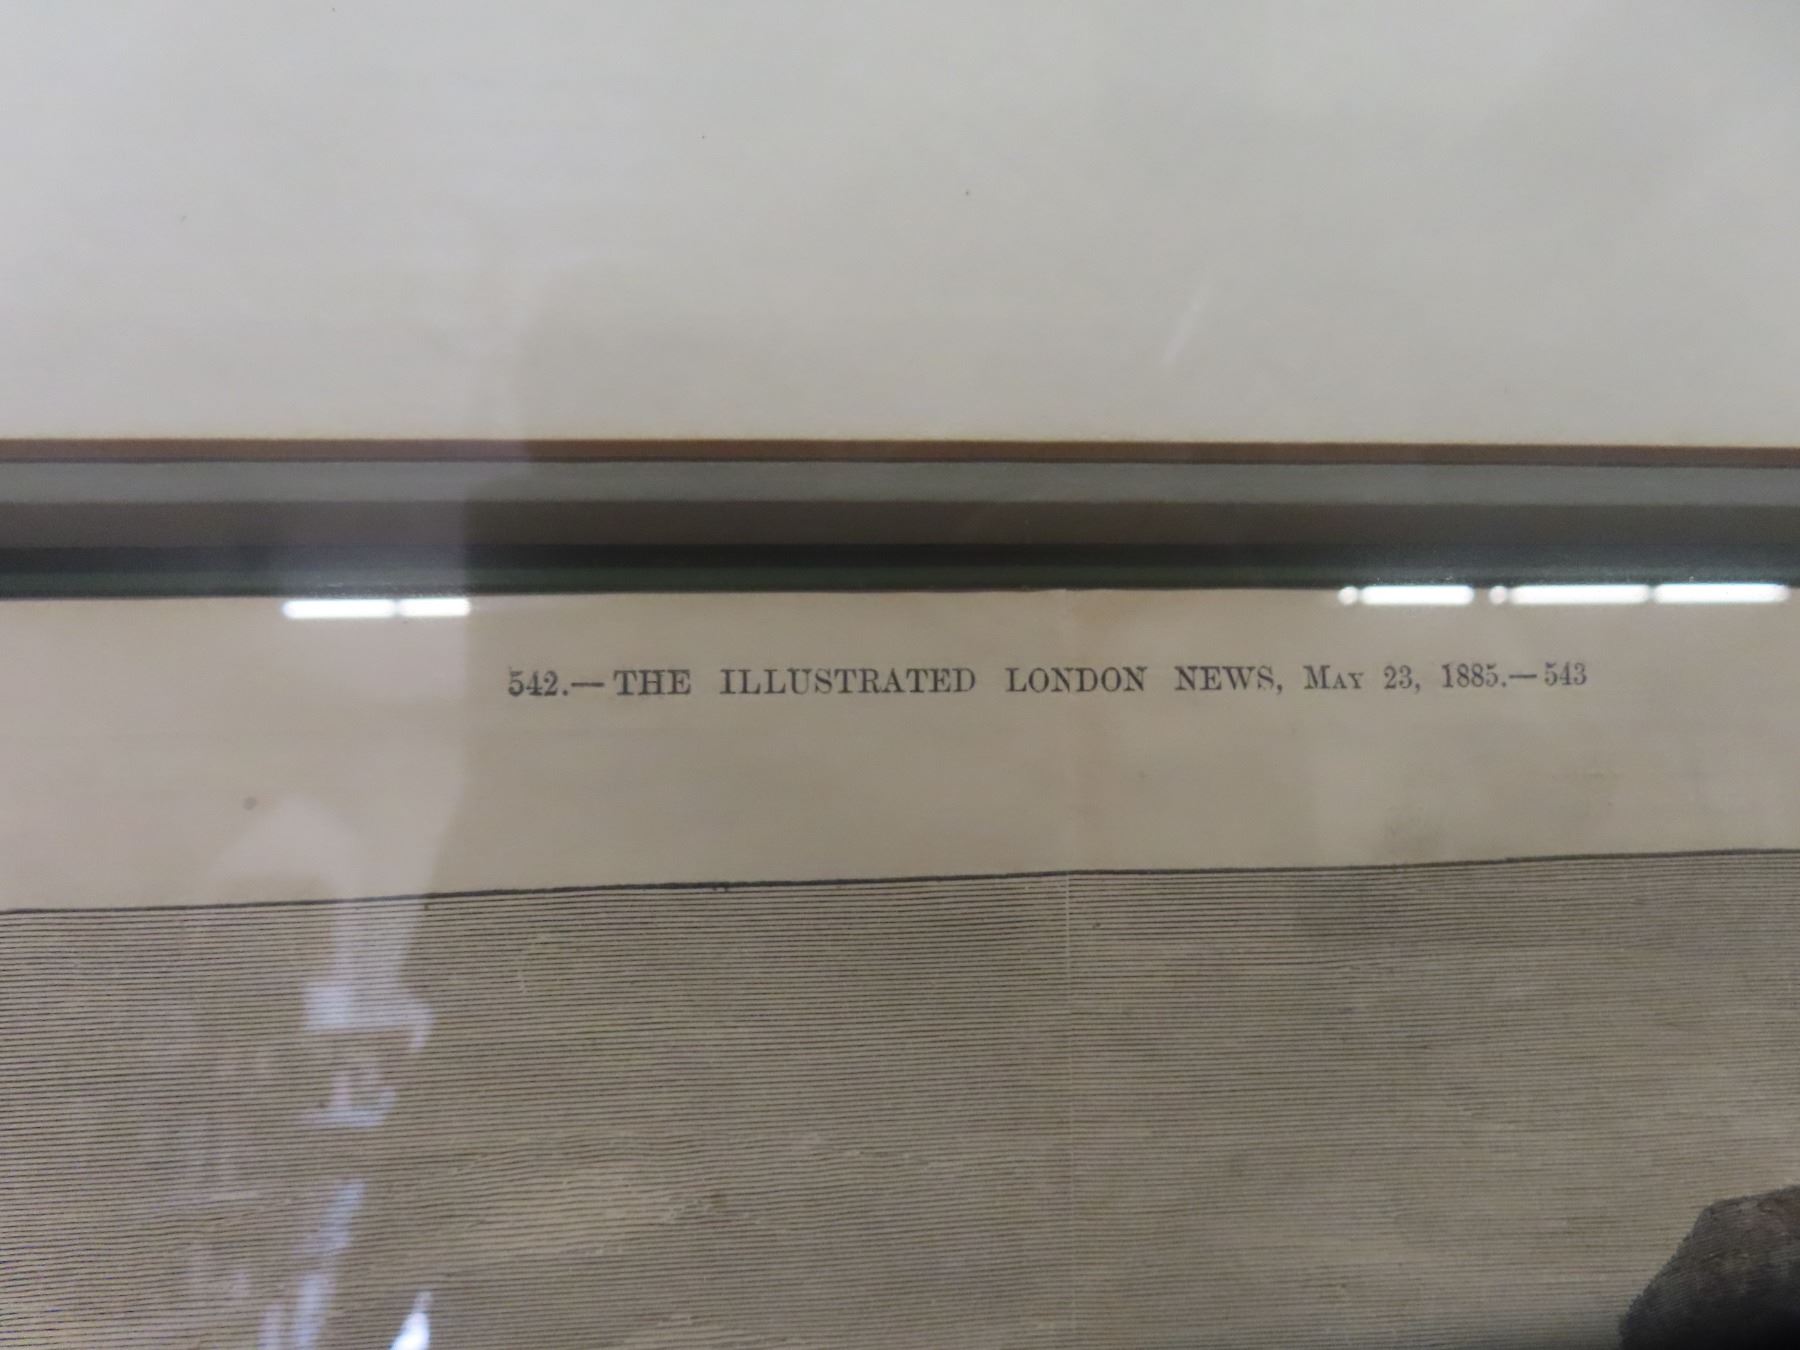 542.—THE ILLUSTRATED LONDON NEWS, MAY 23, 1885.—543